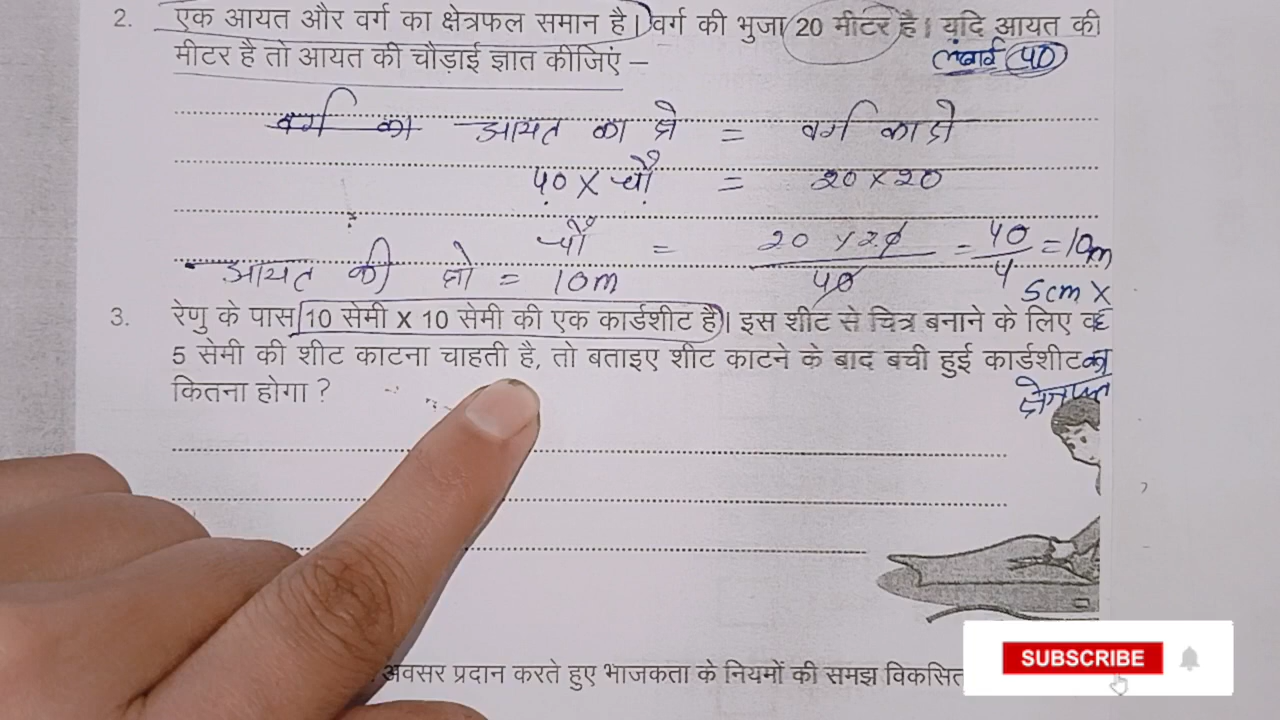 2. एक आयत और वर्ग का क्षेत्रफल समान है। वर्ग की भुजा 20 मीटर है। यदि आयत की
लंबाई 40
मीटर है तो आयत की चौड़ाई ज्ञात कीजिएं –
वर्ग का आयत का क्षे = वर्ग का क्षे
40 X चौ = 20 X 20
चौ = 20 x 20 / 40 = 40 / 4 = 10m
आयत की = 10m
5cm X
3. रेणु के पास 10 सेमी X 10 सेमी की एक कार्डशीट है। इस शीट से चित्र बनाने के लिए वह
5 सेमी की शीट काटना चाहती है, तो बताइए शीट काटने के बाद बची हुई कार्डशीट का
क्षेत्रफल
कितना होगा ?
अवसर प्रदान करते हुए भाजकता के नियमों की समझ विकसित
SUBSCRIBE